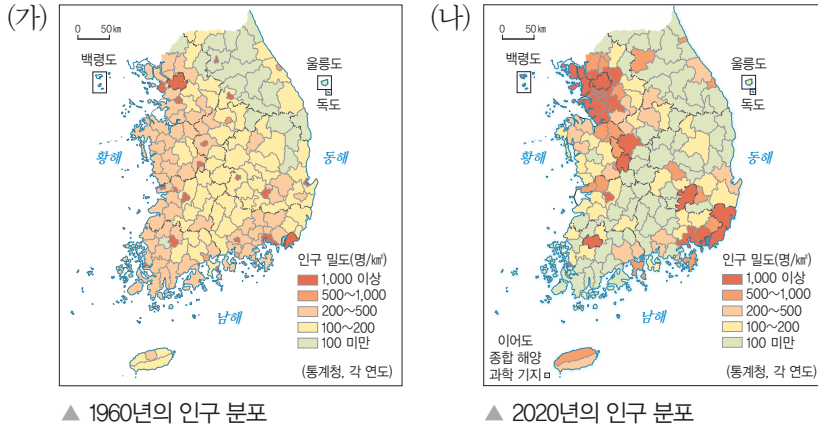 (가)
0 50km
백령도
울릉도
독도
황해
동해
남해
인구 밀도(명/㎢)
1,000 이상
500~1,000
200~500
100~200
100 미만
(통계청, 각 연도)
▲ 1960년의 인구 분포
(나)
0 50km
백령도
울릉도
독도
황해
동해
남해
인구 밀도(명/㎢)
1,000 이상
500~1,000
200~500
100~200
100 미만
이어도
종합 해양
과학 기지
(통계청, 각 연도)
▲ 2020년의 인구 분포